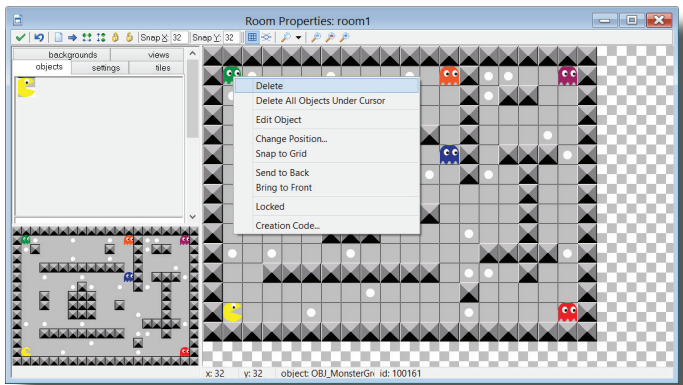 Room Properties: room1
Snap X: 32 Snap Y: 32
backgrounds views
objects settings tiles
Delete
Delete All Objects Under Cursor
Edit Object
Change Position...
Snap to Grid
Send to Back
Bring to Front
Locked
Creation Code...
x: 32 y: 32 object: OBJ_MonsterGr id: 100161